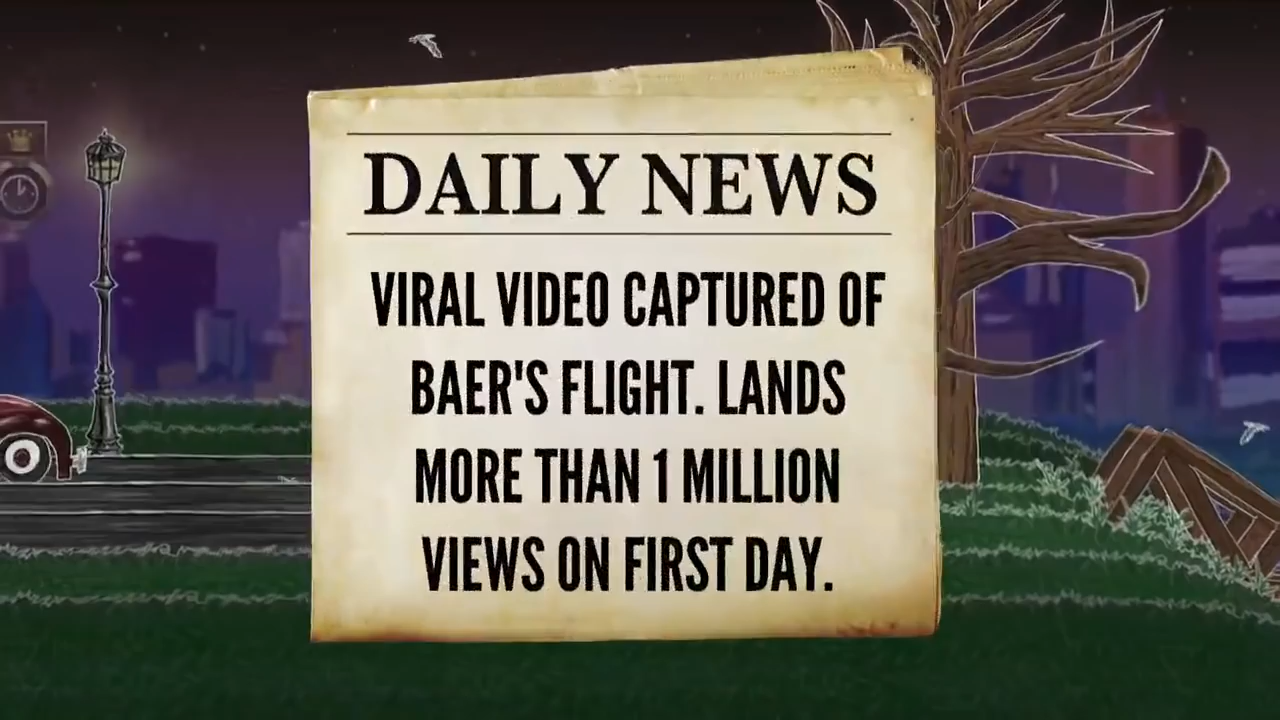 DAILY NEWS
VIRAL VIDEO CAPTURED OF
BAER'S FLIGHT. LANDS
MORE THAN 1 MILLION
VIEWS ON FIRST DAY.